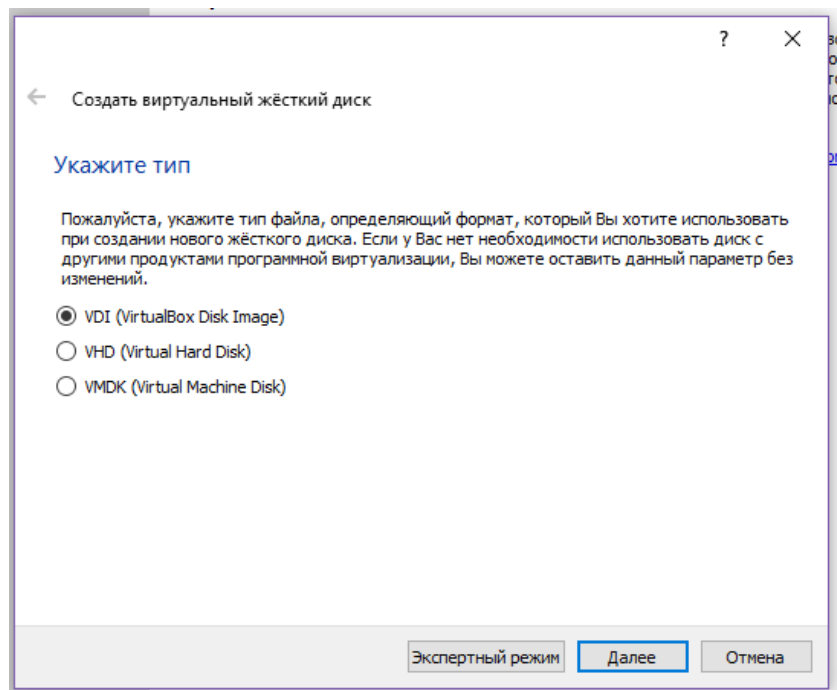 ?
Создать виртуальный жёсткий диск
Укажите тип
Пожалуйста, укажите тип файла, определяющий формат, который Вы хотите использовать
при создании нового жёсткого диска. Если у Вас нет необходимости использовать диск с
другими продуктами программной виртуализации, Вы можете оставить данный параметр без
изменений.
VDI (VirtualBox Disk Image)
VHD (Virtual Hard Disk)
VMDK (Virtual Machine Disk)
Экспертный режим Далее Отмена